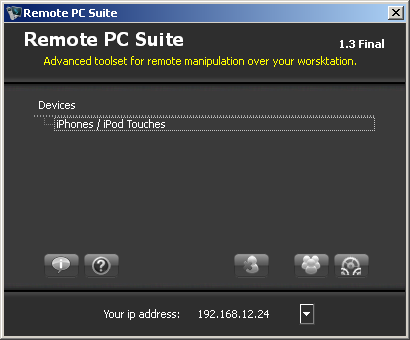 Remote PC Suite
Remote PC Suite
1.3 Final
Advanced toolset for remote manipulation over your worsktation.
Devices
iPhones / iPod Touches
Your ip address: 192.168.12.24